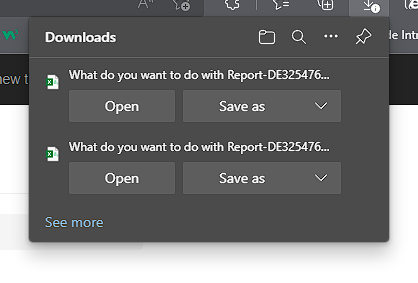 Downloads
What do you want to do with Report-DE325476...
Open
Save as
What do you want to do with Report-DE325476...
Open
Save as
See more
new t
de Intr